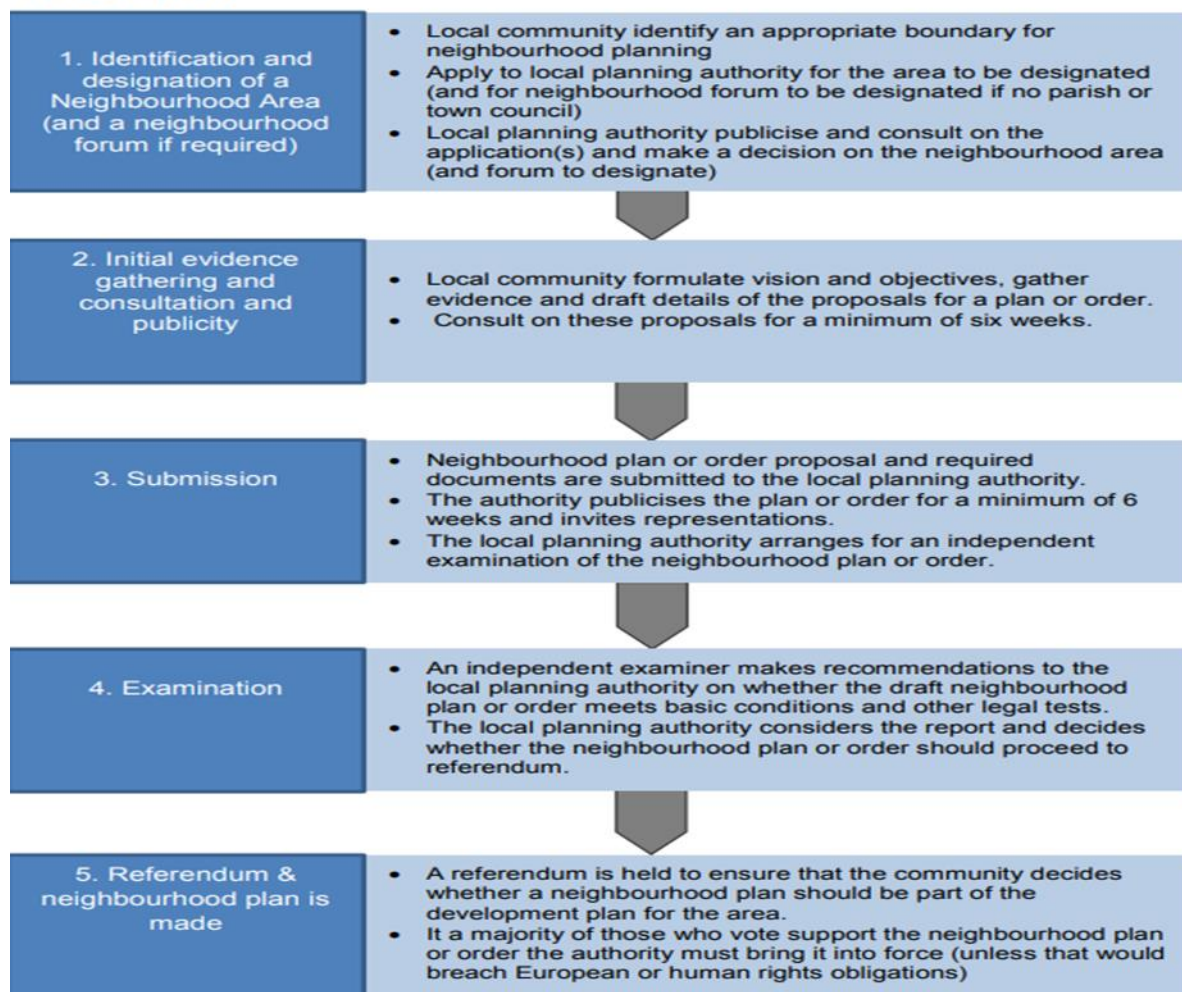 1. Identification and
designation of a
Neighbourhood Area
(and a neighbourhood
forum if required)
• Local community identify an appropriate boundary for
neighbourhood planning
• Apply to local planning authority for the area to be designated
(and for neighbourhood forum to be designated if no parish or
town council)
• Local planning authority publicise and consult on the
application(s) and make a decision on the neighbourhood area
(and forum to designate)
2. Initial evidence
gathering and
consultation and
publicity
• Local community formulate vision and objectives, gather
evidence and draft details of the proposals for a plan or order.
• Consult on these proposals for a minimum of six weeks.
3. Submission
• Neighbourhood plan or order proposal and required
documents are submitted to the local planning authority.
• The authority publicises the plan or order for a minimum of 6
weeks and invites representations.
• The local planning authority arranges for an independent
examination of the neighbourhood plan or order.
4. Examination
• An independent examiner makes recommendations to the
local planning authority on whether the draft neighbourhood
plan or order meets basic conditions and other legal tests.
• The local planning authority considers the report and decides
whether the neighbourhood plan or order should proceed to
referendum.
5. Referendum &
neighbourhood plan is
made
• A referendum is held to ensure that the community decides
whether a neighbourhood plan should be part of the
development plan for the area.
• It a majority of those who vote support the neighbourhood plan
or order the authority must bring it into force (unless that would
breach European or human rights obligations)